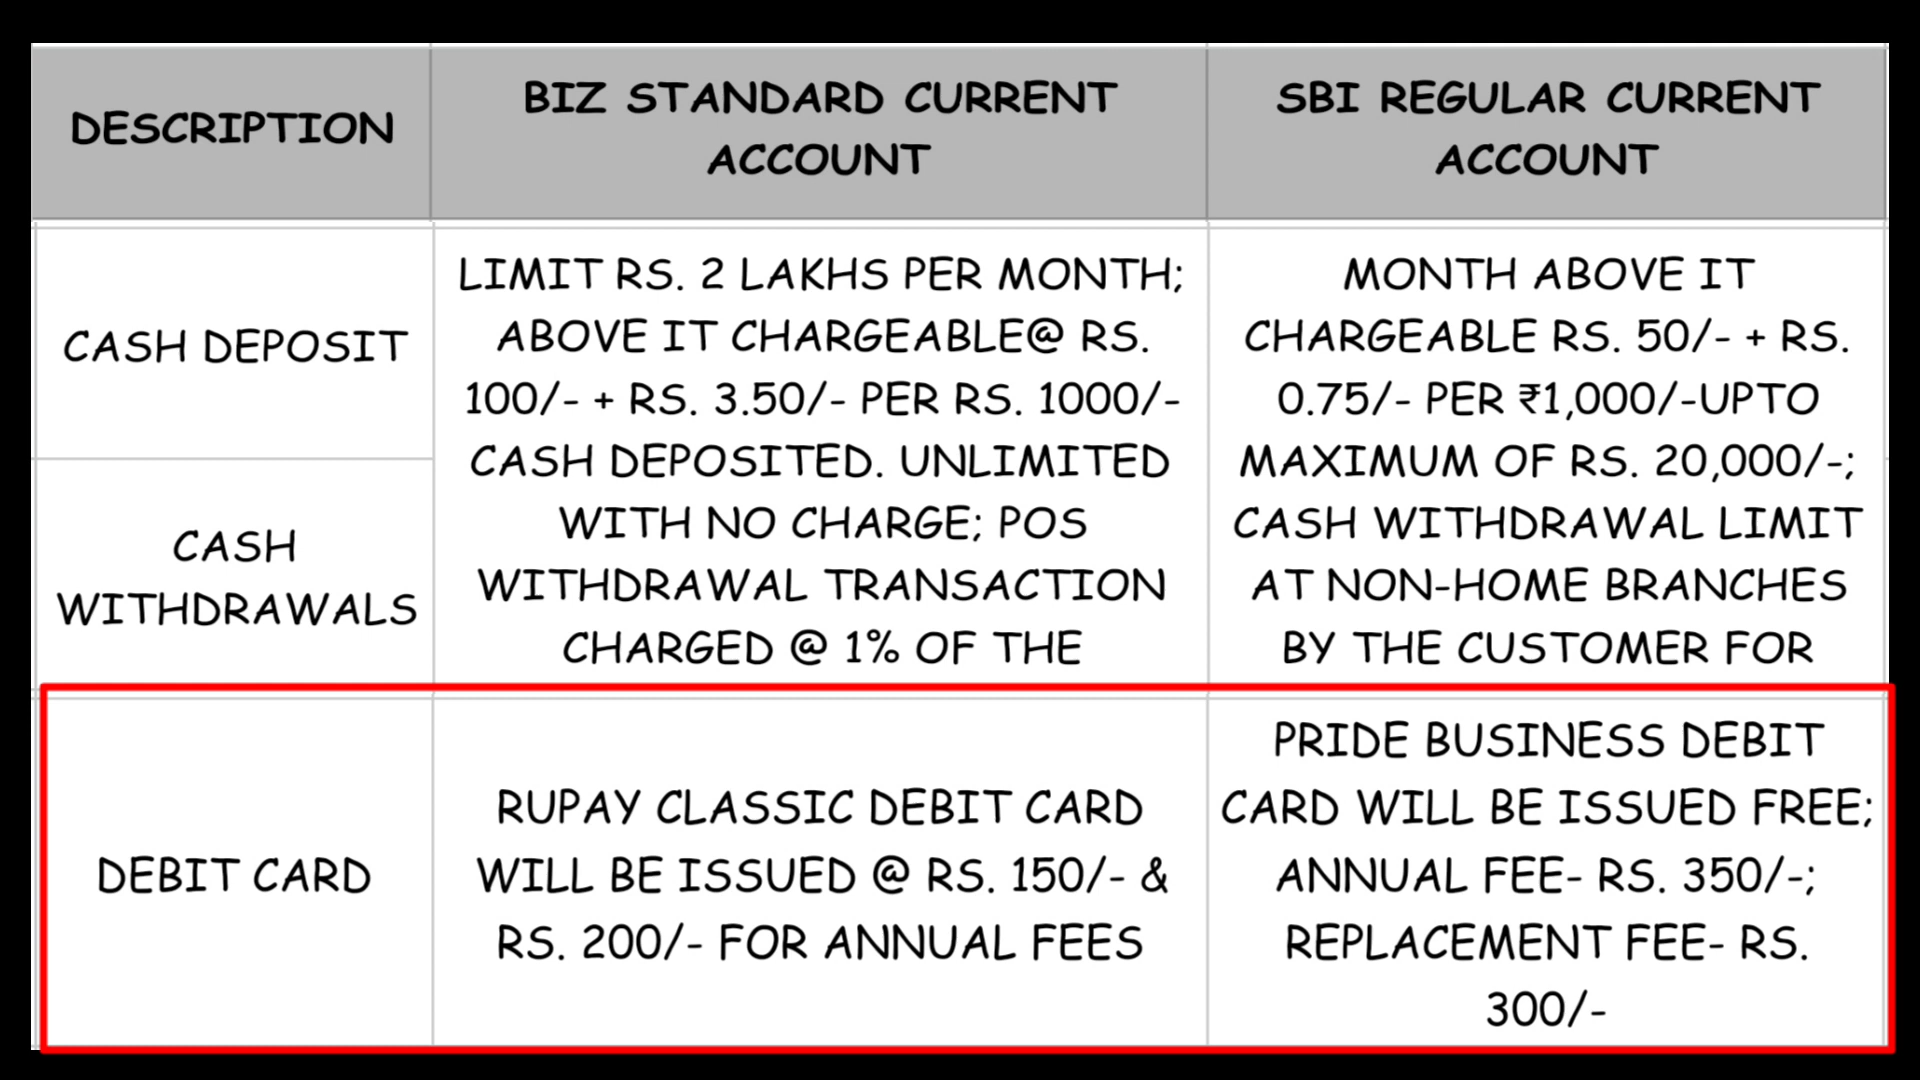 DESCRIPTION
BIZ STANDARD CURRENT
ACCOUNT
SBI REGULAR CURRENT
ACCOUNT
CASH DEPOSIT
CASH
WITHDRAWALS
LIMIT RS. 2 LAKHS PER MONTH;
ABOVE IT CHARGEABLE@ RS.
100/- + RS. 3.50/- PER RS. 1000/-
CASH DEPOSITED. UNLIMITED
WITH NO CHARGE; POS
WITHDRAWAL TRANSACTION
CHARGED @ 1% OF THE
MONTH ABOVE IT
CHARGEABLE RS. 50/- + RS.
0.75/- PER ₹1,000/-UPTO
MAXIMUM OF RS. 20,000/-;
CASH WITHDRAWAL LIMIT
AT NON-HOME BRANCHES
BY THE CUSTOMER FOR
DEBIT CARD
RUPAY CLASSIC DEBIT CARD
WILL BE ISSUED @ RS. 150/- &
RS. 200/- FOR ANNUAL FEES
PRIDE BUSINESS DEBIT
CARD WILL BE ISSUED FREE;
ANNUAL FEE- RS. 350/-;
REPLACEMENT FEE- RS.
300/-